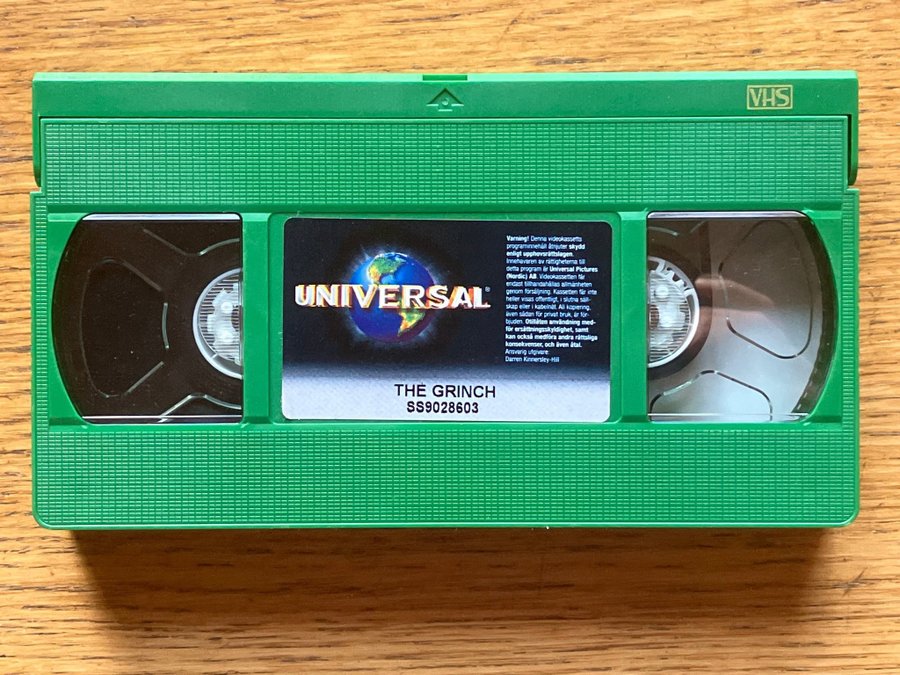 VHS
UNIVERSAL
®
Varning! Denna videokassetts
programinnehåll åtnjuter skydd
enligt upphovsrättslagen.
Innehavaren av rättigheterna till
detta program är Universal Pictures
(Nordic) AB. Videokassetten får
endast tillhandahållas allmänheten
genom försäljning. Kassetten får inte
heller visas offentligt, i slutna säll-
skap eller i kabelnät. All kopiering,
även sådan för privat bruk, är för-
bjuden. Otillåten användning med-
för ersättningsskyldighet, samt
kan också medföra andra rättsliga
konsekvenser, och även åtal.
Ansvarig utgivare:
Darren Kinnersley-Hill
THE GRINCH
SS9028603